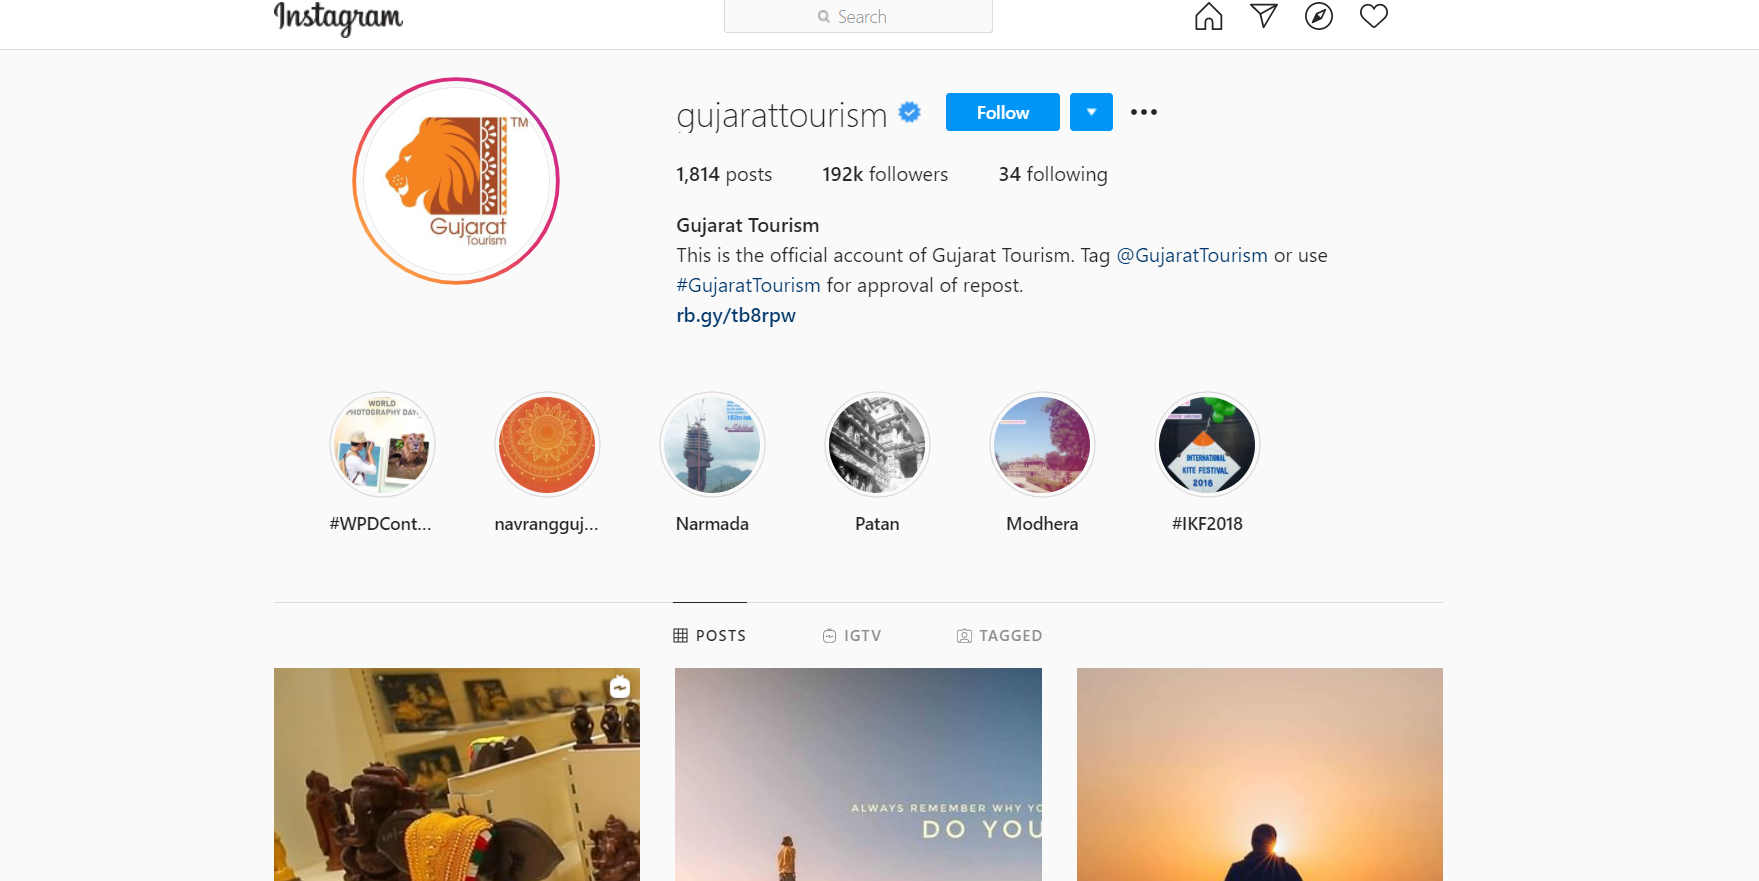 Instagram
Search
gujarattourism
Follow
1,814 posts 192k followers 34 following
Gujarat Tourism
This is the official account of Gujarat Tourism. Tag @GujaratTourism or use
#GujaratTourism for approval of repost.
rb.gy/tb8rpw
TM
Gujarat
Tourism
WORLD
PHOTOGRAPHY DAY
INTERNATIONAL
KITE FESTIVAL
2018
#WPDCont... navrangguj... Narmada Patan Modhera #IKF2018
POSTS IGTV TAGGED
ALWAYS REMEMBER WHY YO
DO YOU